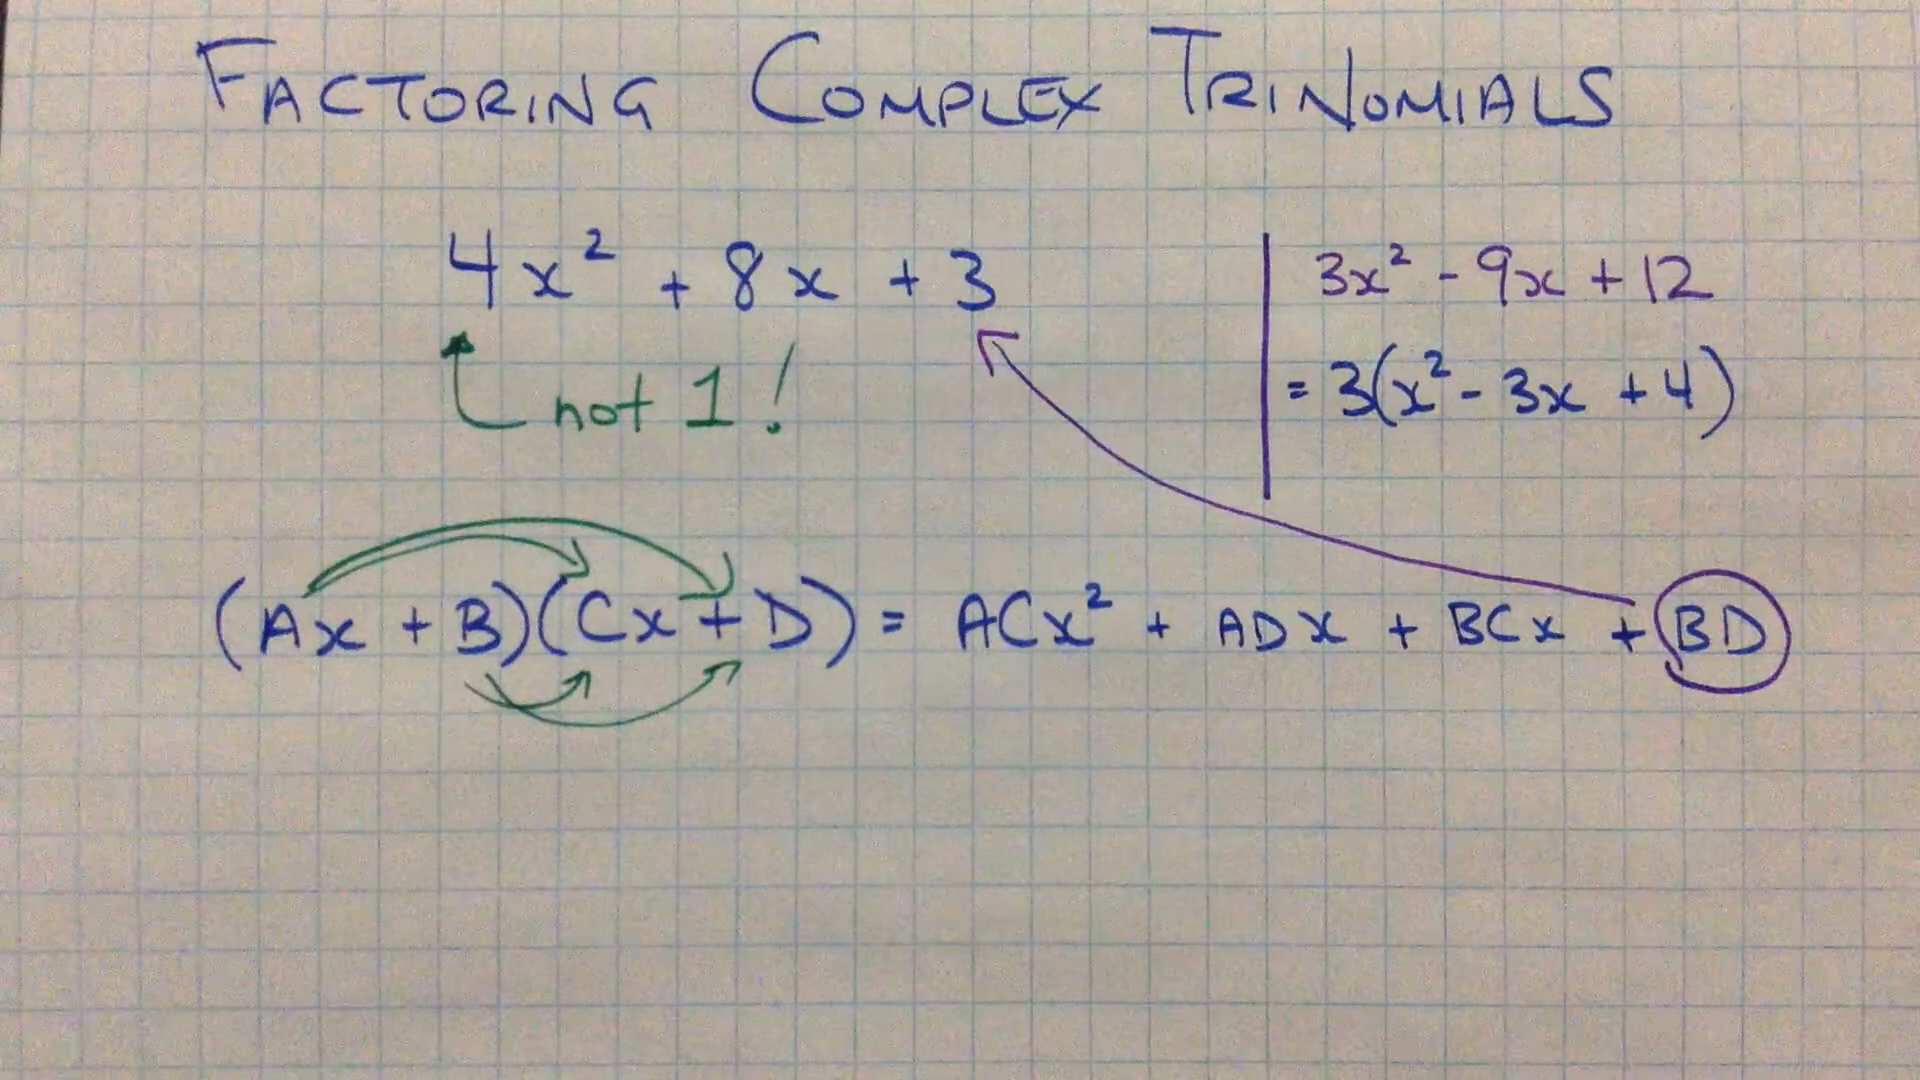 FACTORING COMPLEX TRINOMIALS
4x² + 8x + 3
not 1!
3x² - 9x + 12
= 3(x² - 3x + 4)
(Ax + B)(Cx + D) = ACx² + ADx + BCx + BD